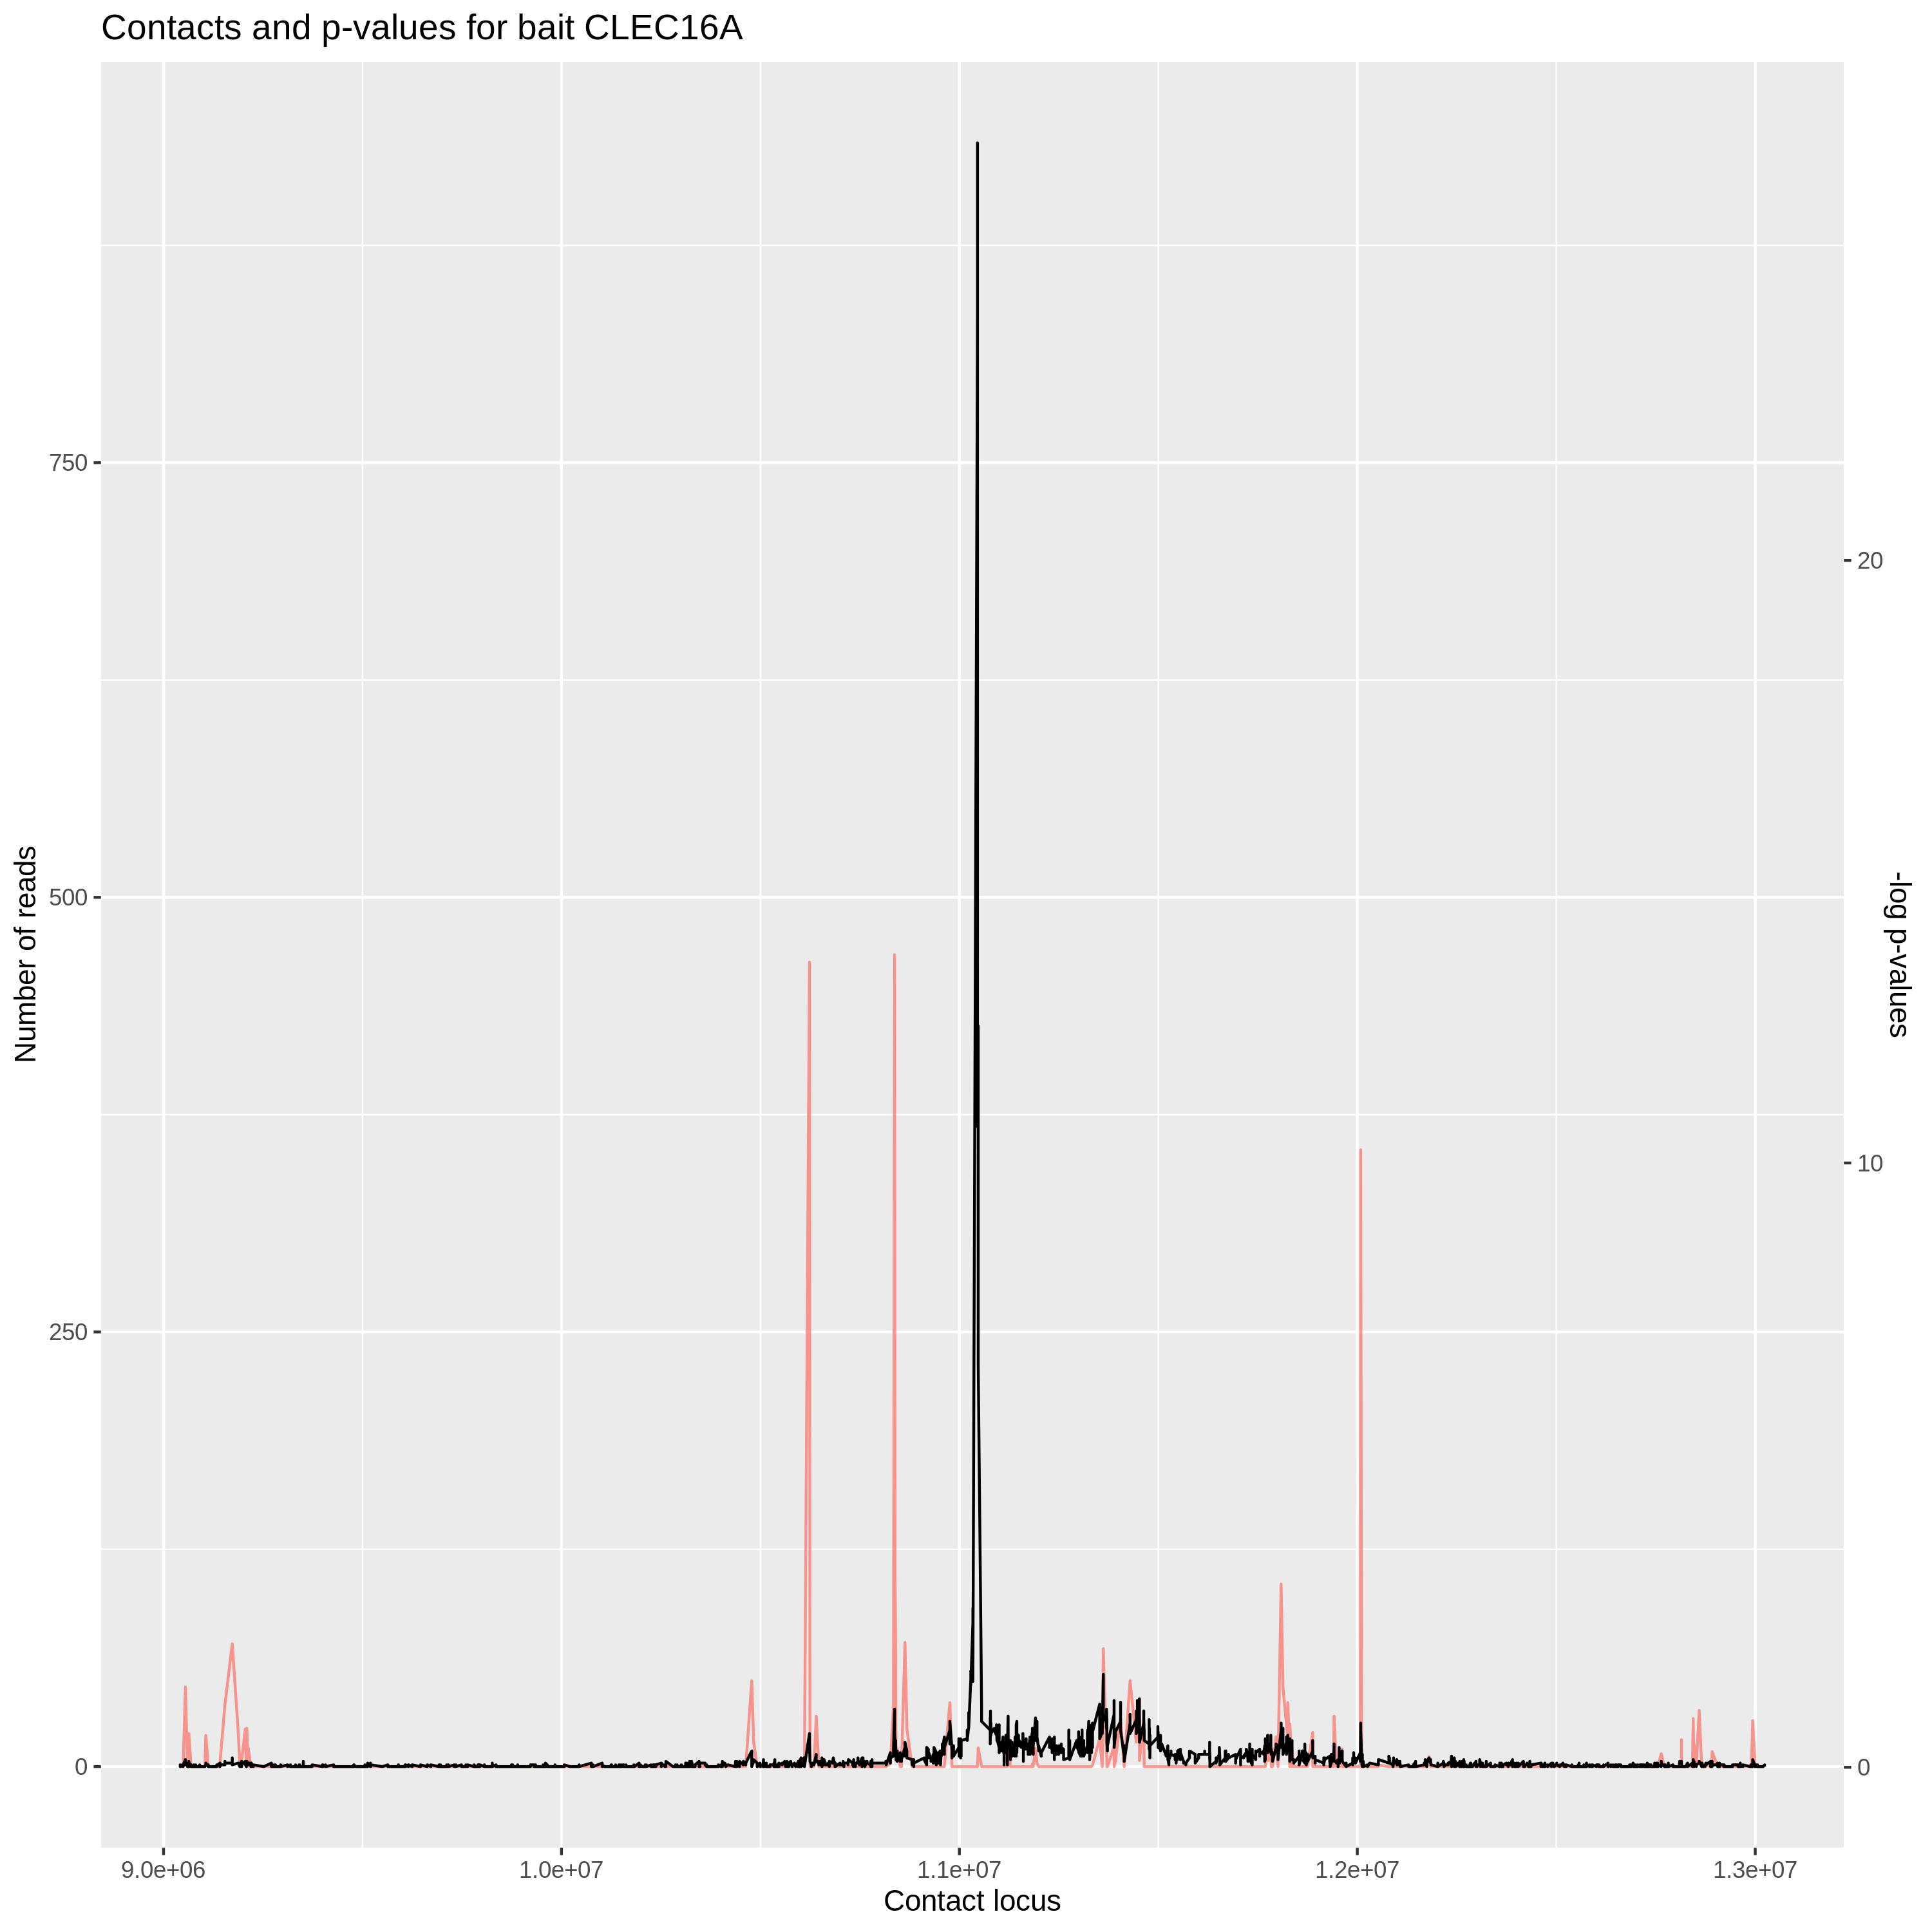 Contacts and p-values for bait CLEC16A
750
500
250
0
Number of reads
20
10
0
-log p-values
9.0e+06 1.0e+07 1.1e+07 1.2e+07 1.3e+07
Contact locus